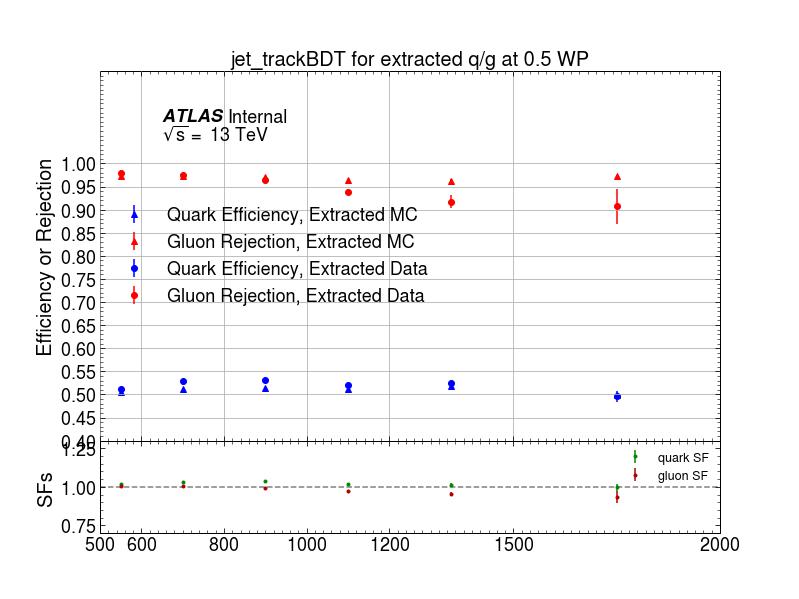 jet_trackBDT for extracted q/g at 0.5 WP
ATLAS Internal
√s = 13 TeV
Efficiency or Rejection
1.00
0.95
0.90
0.85
0.80
0.75
0.70
0.65
0.60
0.55
0.50
0.45
0.40
Quark Efficiency, Extracted MC
Gluon Rejection, Extracted MC
Quark Efficiency, Extracted Data
Gluon Rejection, Extracted Data
SFs
1.25
1.00
0.75
quark SF
gluon SF
500 600 800 1000 1200 1500 2000